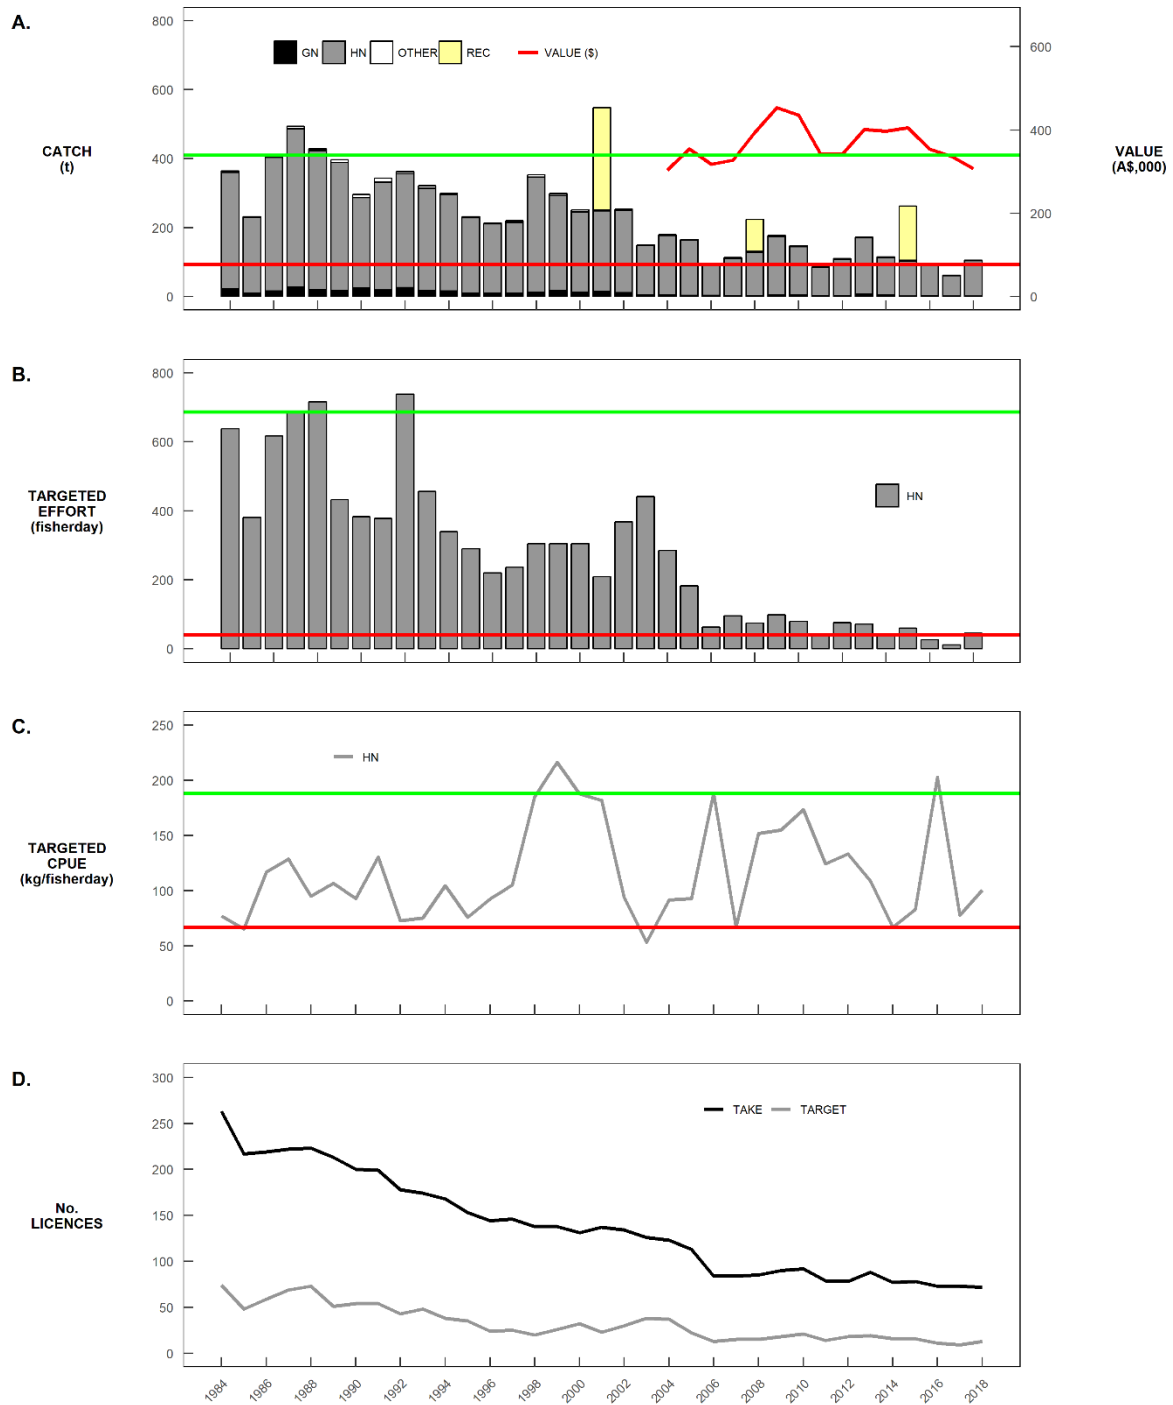 A.
800
600
400
200
0
CATCH
(t)
GN HN OTHER REC VALUE ($)
600
400
200
0
VALUE
(A$,000)
B.
800
600
400
200
0
TARGETED
EFFORT
(fisherday)
HN
C.
250
200
150
100
50
0
TARGETED
CPUE
(kg/fisherday)
HN
D.
300
250
200
150
100
50
0
No.
LICENCES
TAKE TARGET
1984 1986 1988 1990 1992 1994 1996 1998 2000 2002 2004 2006 2008 2010 2012 2014 2016 2018